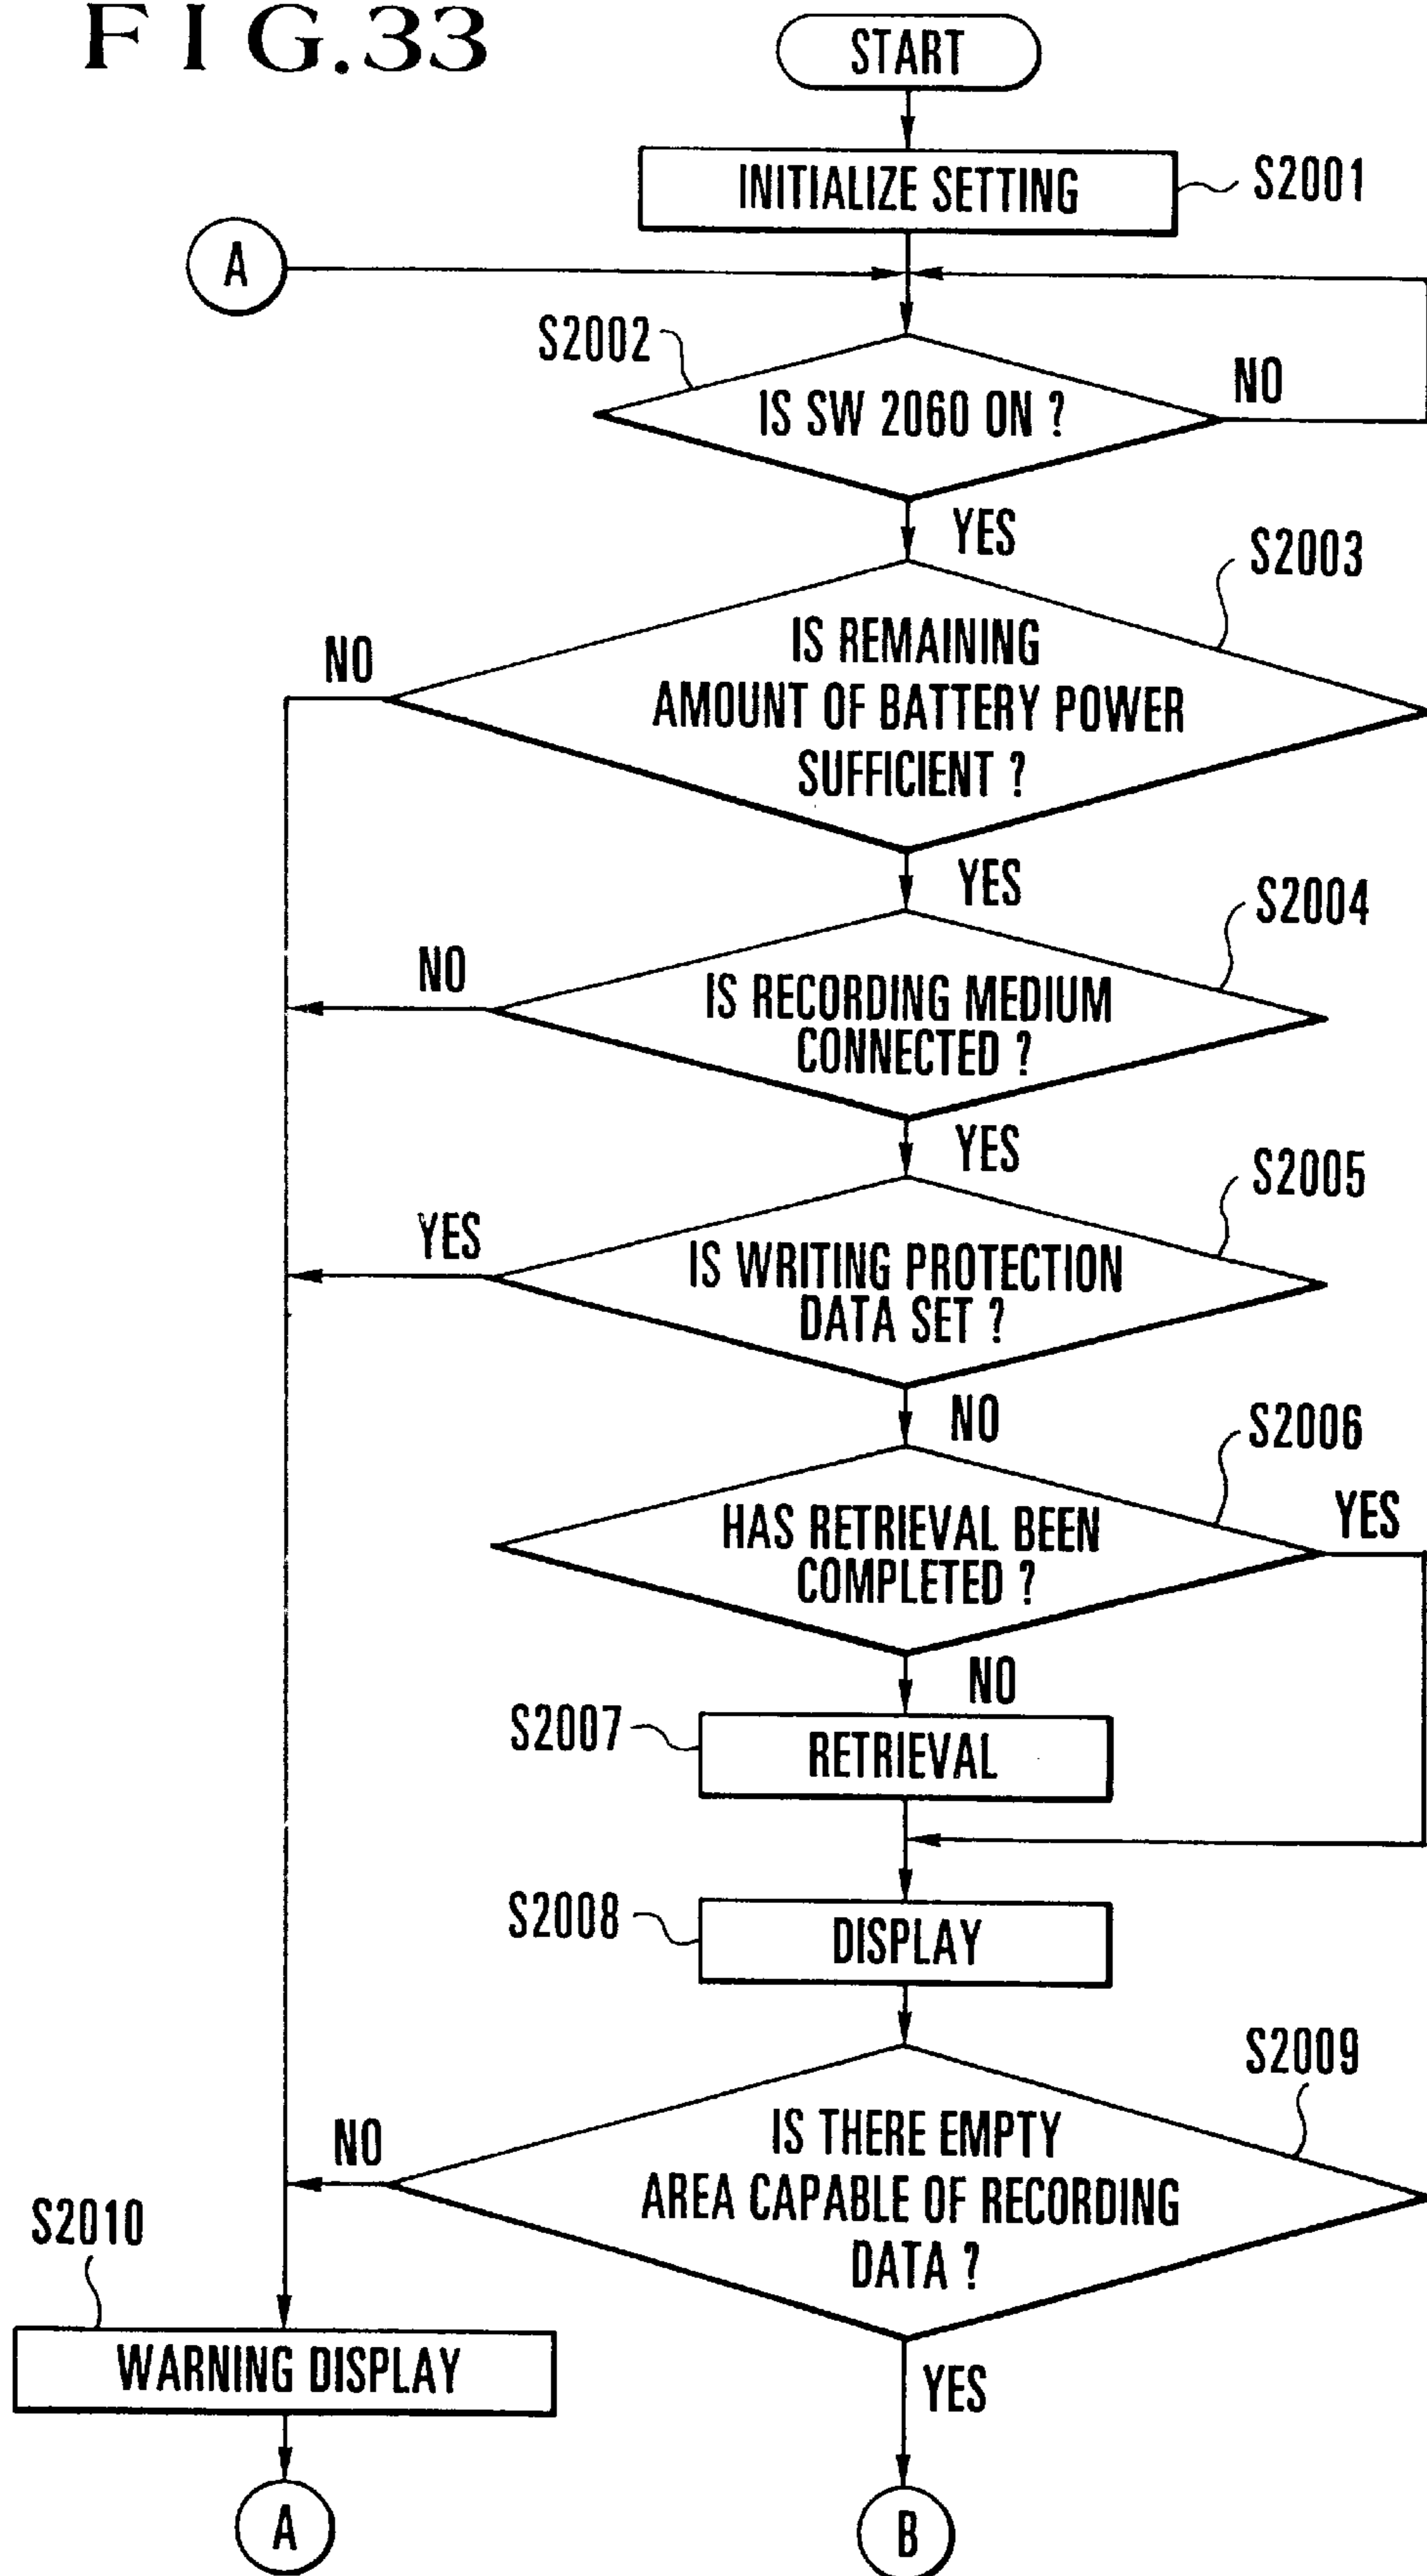 FIG.33
START
INITIALIZE SETTING
S2001
A
S2002
IS SW 2060 ON ?
NO
YES
S2003
IS REMAINING
AMOUNT OF BATTERY POWER
SUFFICIENT ?
NO
YES
S2004
IS RECORDING MEDIUM
CONNECTED ?
NO
YES
S2005
IS WRITING PROTECTION
DATA SET ?
YES
NO
S2006
HAS RETRIEVAL BEEN
COMPLETED ?
YES
NO
S2007
RETRIEVAL
S2008
DISPLAY
S2009
IS THERE EMPTY
AREA CAPABLE OF RECORDING
DATA ?
NO
S2010
WARNING DISPLAY
YES
A
B